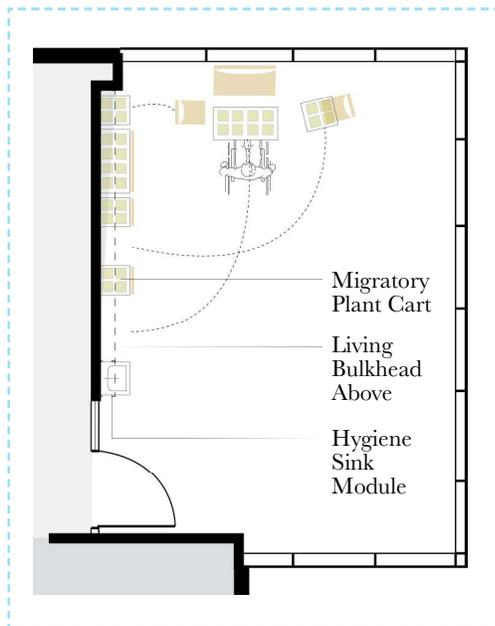 Migratory
Plant Cart
Living
Bulkhead
Above
Hygiene
Sink
Module